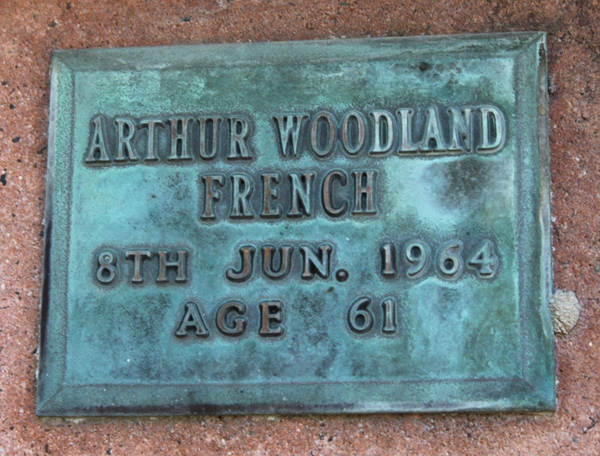 ARTHUR WOODLAND
FRENCH
8TH JUN. 1964
AGE 61